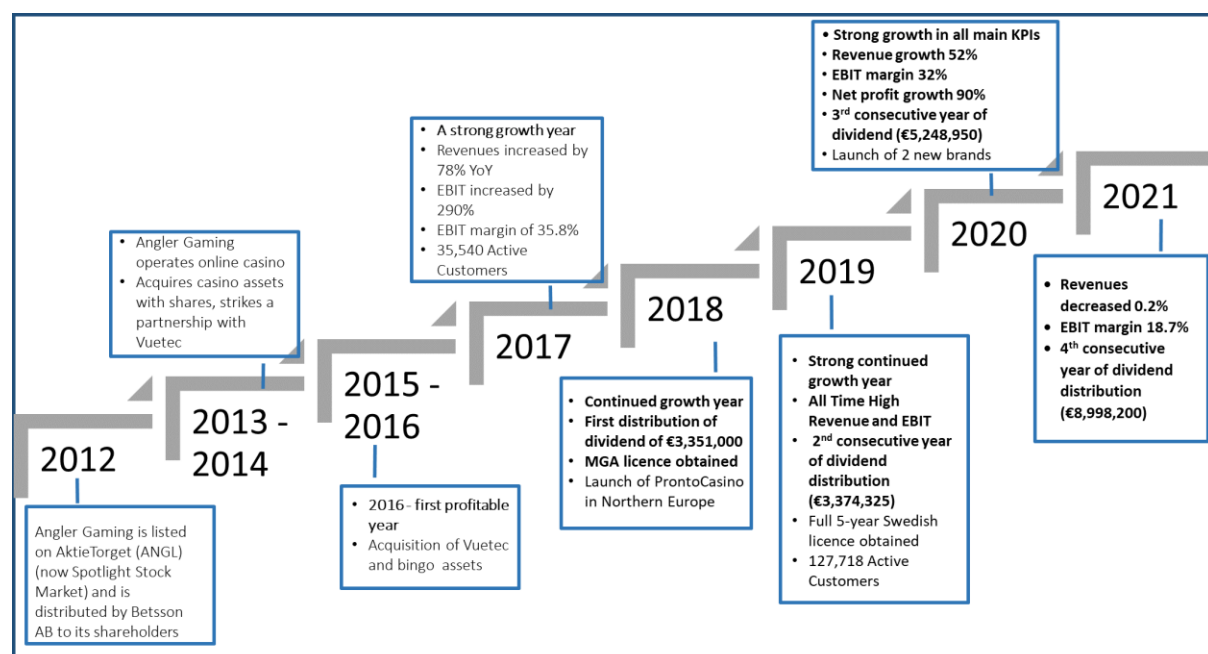 2012
Angler Gaming is listed
on AktieTorget (ANGL)
(now Spotlight Stock
Market) and is
distributed by Betsson
AB to its shareholders
• Angler Gaming
operates online casino
• Acquires casino assets
with shares, strikes a
partnership with
Vuetec
2013 -
2014
2015 -
2016
• 2016 - first profitable
year
• Acquisition of Vuetec
and bingo assets
• A strong growth year
• Revenues increased by
78% YoY
• EBIT increased by
290%
• EBIT margin of 35.8%
• 35,540 Active
Customers
2017
2018
• Continued growth year
• First distribution of
dividend of €3,351,000
• MGA licence obtained
• Launch of ProntoCasino
in Northern Europe
2019
• Strong continued
growth year
• All Time High
Revenue and EBIT
• 2nd consecutive year
of dividend
distribution
(€3,374,325)
• Full 5-year Swedish
licence obtained
• 127,718 Active
Customers
• Strong growth in all main KPIs
• Revenue growth 52%
• EBIT margin 32%
• Net profit growth 90%
• 3rd consecutive year of
dividend (€5,248,950)
• Launch of 2 new brands
2020
2021
• Revenues
decreased 0.2%
• EBIT margin 18.7%
• 4th consecutive
year of dividend
distribution
(€8,998,200)